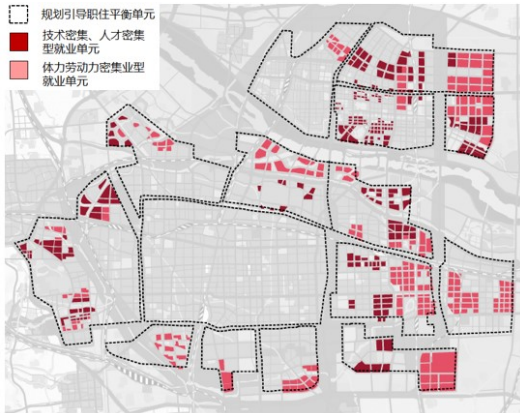 规划引导职住平衡单元
技术密集、人才密集
型就业单元
体力劳动力密集业型
就业单元